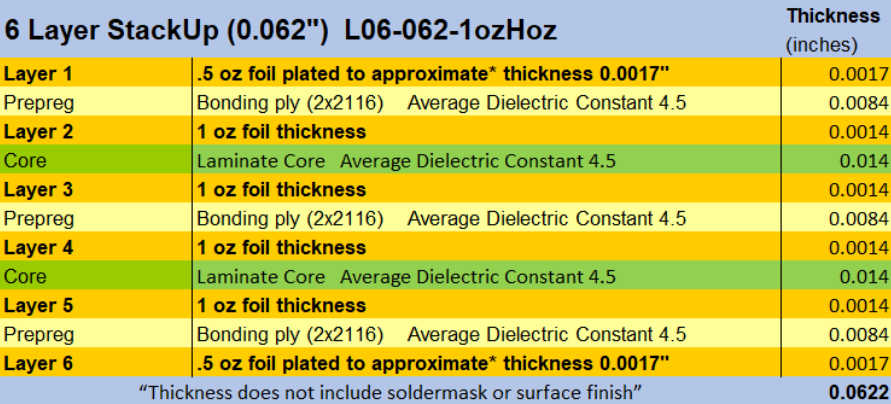 6 Layer StackUp (0.062") L06-062-1ozHoz Thickness (inches)
Layer 1 .5 oz foil plated to approximate* thickness 0.0017" 0.0017
Prepreg Bonding ply (2x2116) Average Dielectric Constant 4.5 0.0084
Layer 2 1 oz foil thickness 0.0014
Core Laminate Core Average Dielectric Constant 4.5 0.014
Layer 3 1 oz foil thickness 0.0014
Prepreg Bonding ply (2x2116) Average Dielectric Constant 4.5 0.0084
Layer 4 1 oz foil thickness 0.0014
Core Laminate Core Average Dielectric Constant 4.5 0.014
Layer 5 1 oz foil thickness 0.0014
Prepreg Bonding ply (2x2116) Average Dielectric Constant 4.5 0.0084
Layer 6 .5 oz foil plated to approximate* thickness 0.0017" 0.0017
“Thickness does not include soldermask or surface finish” 0.0622